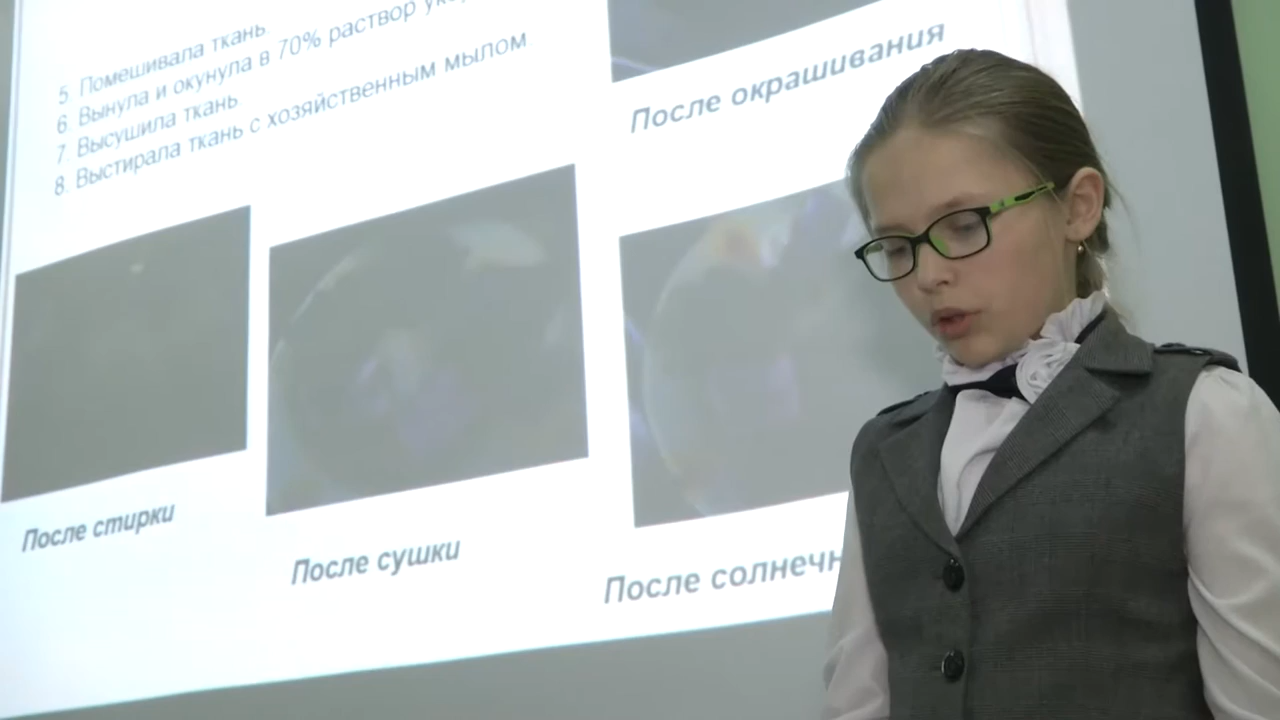 5. Помешивала ткань.
6. Вынула и окунула в 70% раствор
7. Высушила ткань
8. Выстирала ткань с хозяйственным мылом
После окрашивания
После стирки
После сушки
После